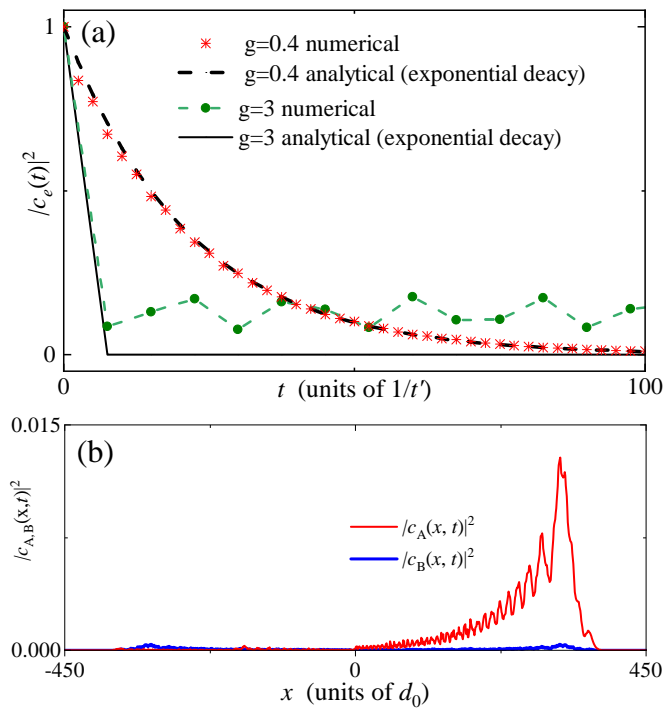 (a)
1
g=0.4 numerical
g=0.4 analytical (exponential deacy)
g=3 numerical
g=3 analytical (exponential decay)
|c_e(t)|^2
0
0
100
t (units of 1/t′)
(b)
0.015
|c_{A,B}(x,t)|^2
|c_A(x, t)|^2
|c_B(x, t)|^2
0.000
-450
0
450
x (units of d_0)